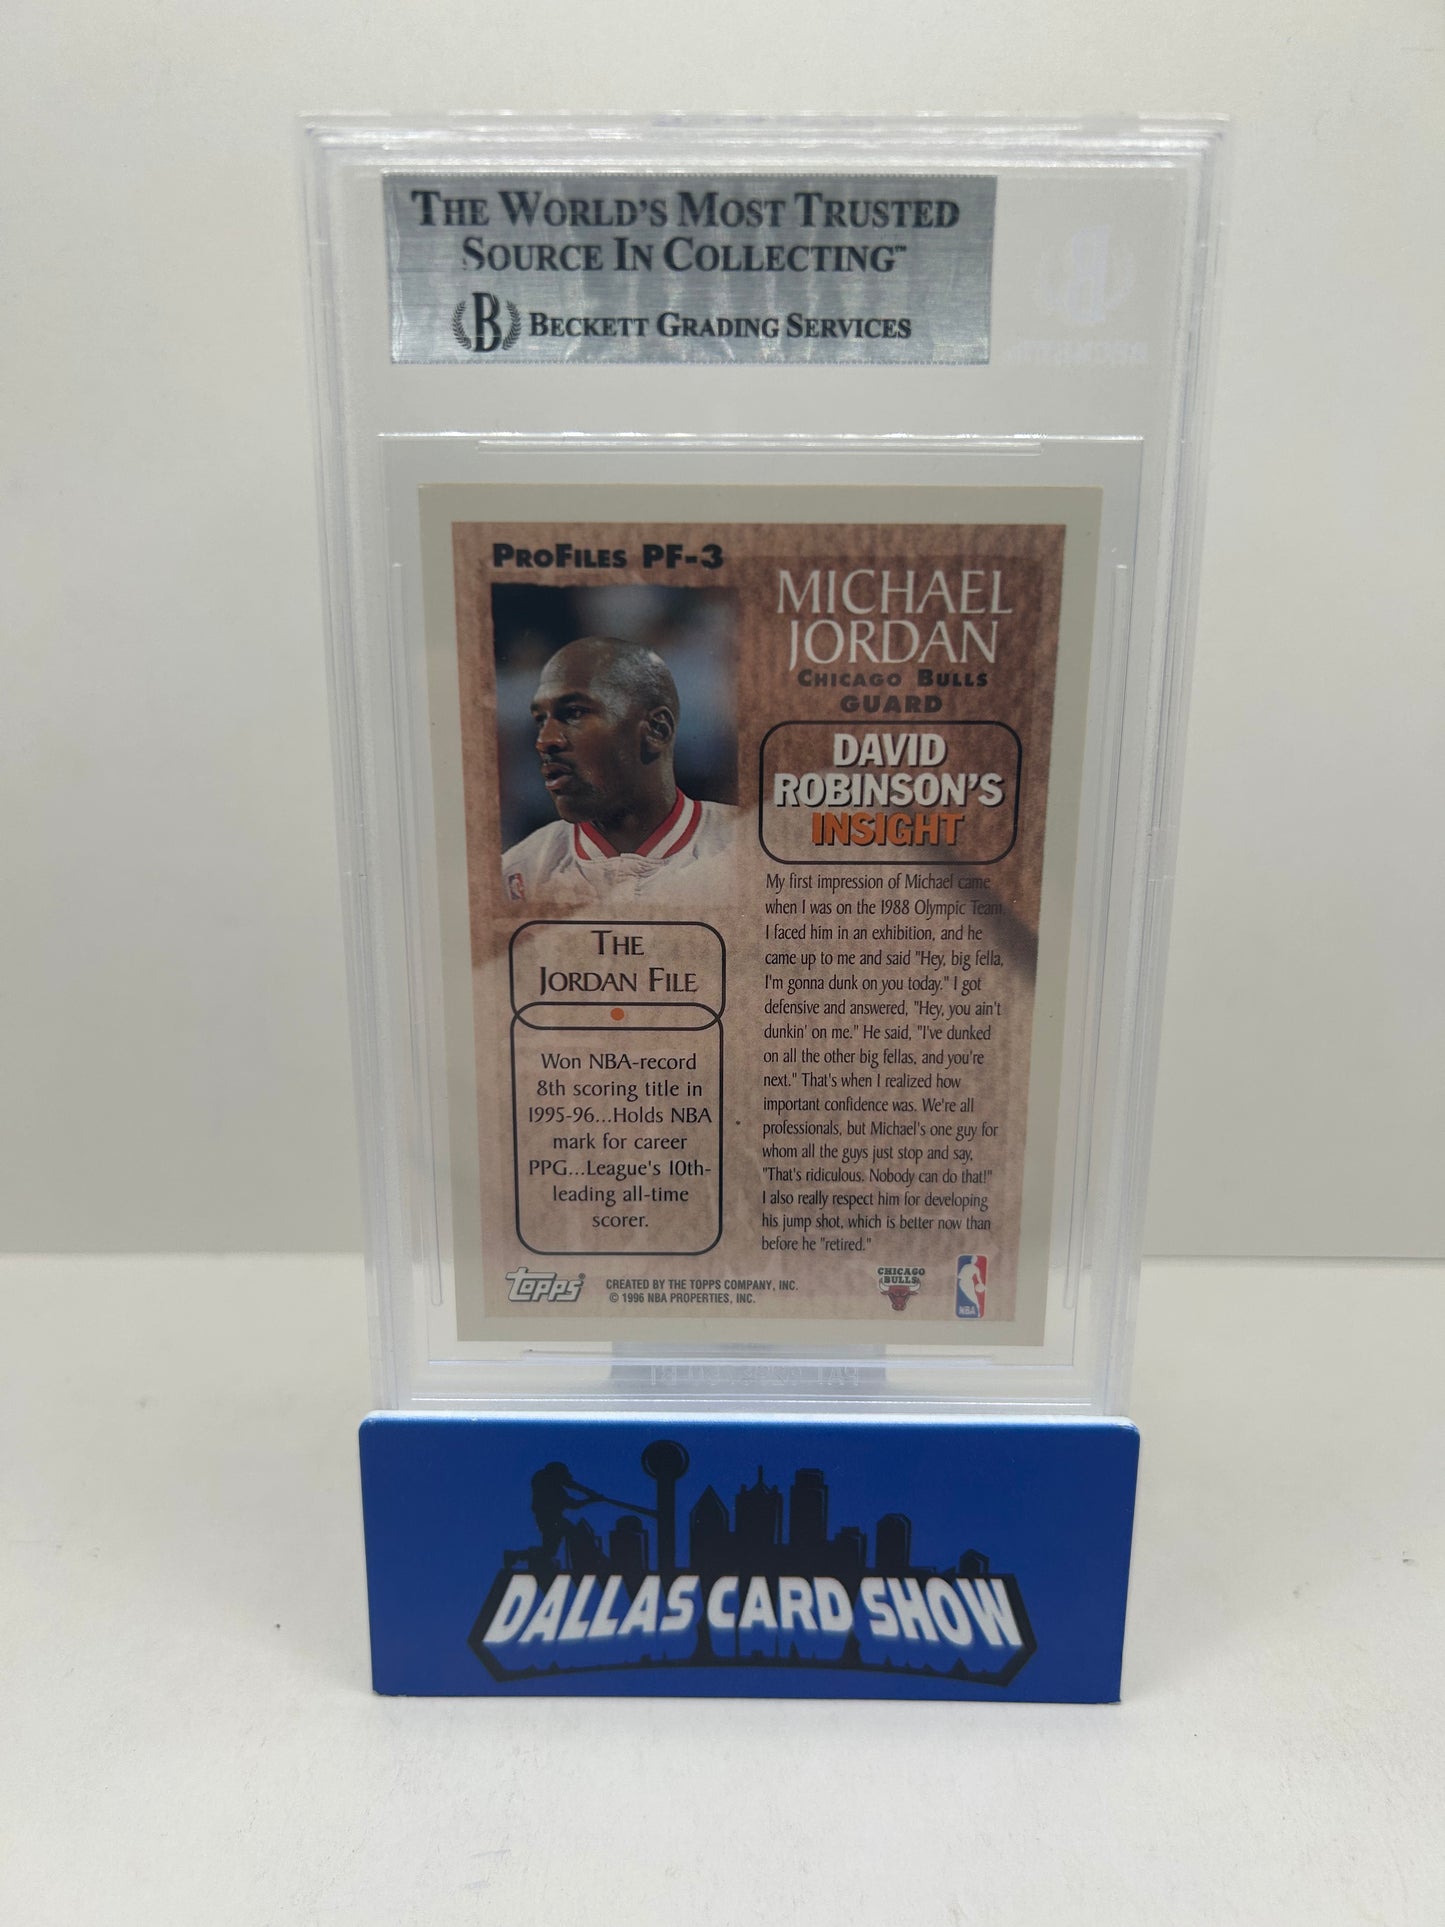 THE WORLD'S MOST TRUSTED
SOURCE IN COLLECTING™
B BECKETT GRADING SERVICES
PROFILES PF-3
MICHAEL
JORDAN
CHICAGO BULLS
GUARD
DAVID
ROBINSON'S
INSIGHT
My first impression of Michael came
when I was on the 1988 Olympic Team.
I faced him in an exhibition, and he
came up to me and said "Hey, big fella,
I'm gonna dunk on you today." I got
defensive and answered, "Hey, you ain't
dunkin' on me." He said, "I've dunked
on all the other big fellas, and you're
next." That's when I realized how
important confidence was. We're all
professionals, but Michael's one guy for
whom all the guys just stop and say,
"That's ridiculous. Nobody can do that!"
I also really respect him for developing
his jump shot, which is better now than
before he "retired."
THE
JORDAN FILE
Won NBA-record
8th scoring title in
1995-96...Holds NBA
mark for career
PPG...League's 10th-
leading all-time
scorer.
Topps®
CREATED BY THE TOPPS COMPANY, INC.
© 1996 NBA PROPERTIES, INC.
CHICAGO
BULLS
NBA
DALLAS CARD SHOW